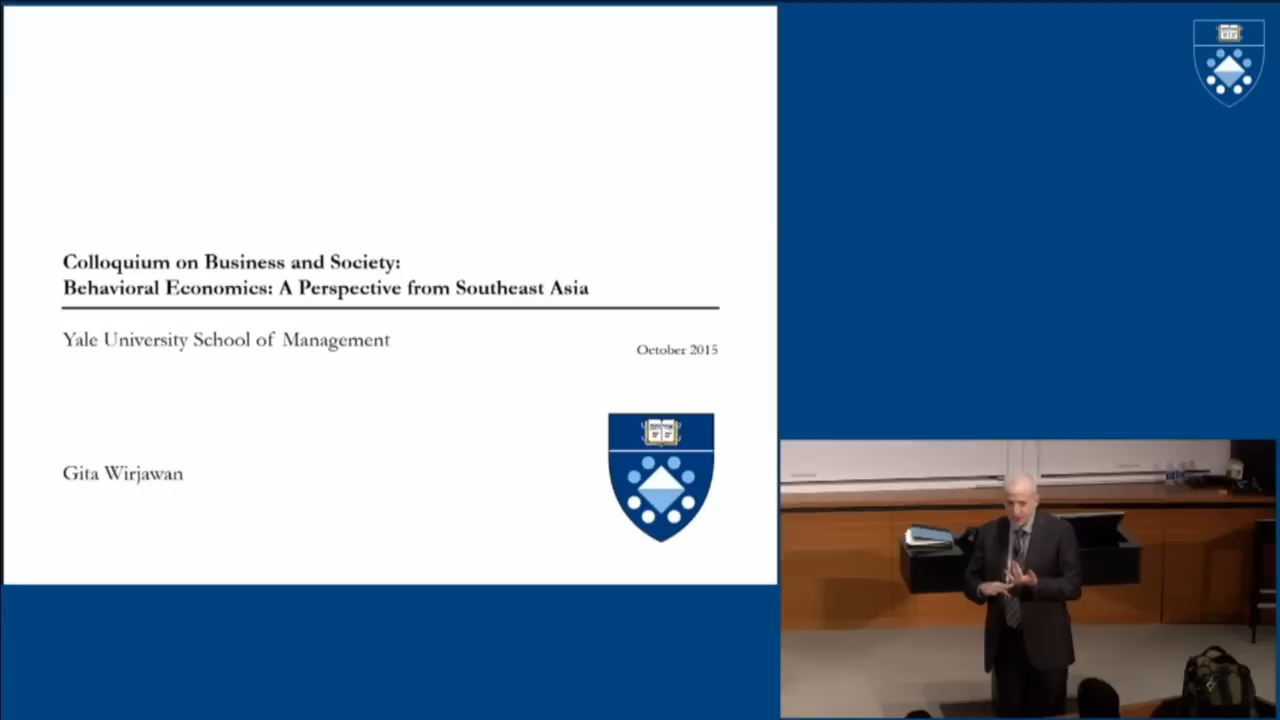 Colloquium on Business and Society:
Behavioral Economics: A Perspective from Southeast Asia
Yale University School of Management
October 2015
Gita Wirjawan